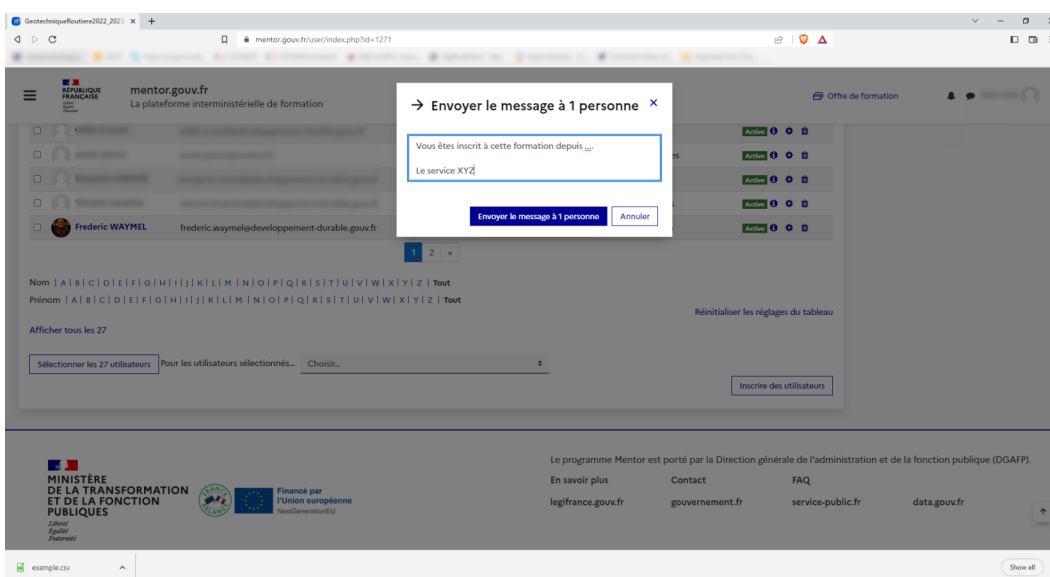 GeotechniqueRoutiere2022_202
mentor.gouv.fr/user/index.php?id=1271
RÉPUBLIQUE
FRANÇAISE
Liberté
Égalité
Fraternité
mentor.gouv.fr
La plateforme interministérielle de formation
Offre de formation
→ Envoyer le message à 1 personne ×
Vous êtes inscrit à cette formation depuis ....
Le service XYZ
Envoyer le message à 1 personne Annuler
Active
Active
Active
Active
Frederic WAYMEL frederic.waymel@developpement-durable.gouv.fr Active
1 2 »
Nom | A | B | C | D | E | F | G | H | I | J | K | L | M | N | O | P | Q | R | S | T | U | V | W | X | Y | Z | Tout
Prénom | A | B | C | D | E | F | G | H | I | J | K | L | M | N | O | P | Q | R | S | T | U | V | W | X | Y | Z | Tout
Réinitialiser les réglages du tableau
Afficher tous les 27
Sélectionner les 27 utilisateurs Pour les utilisateurs sélectionnés... Choisir...
Inscrire des utilisateurs
MINISTÈRE
DE LA TRANSFORMATION
ET DE LA FONCTION
PUBLIQUES
Liberté
Égalité
Fraternité
Financé par
l'Union européenne
NextGenerationEU
Le programme Mentor est porté par la Direction générale de l'administration et de la fonction publique (DGAFP).
En savoir plus Contact FAQ
legifrance.gouv.fr gouvernement.fr service-public.fr data.gouv.fr
example.csv
Show all